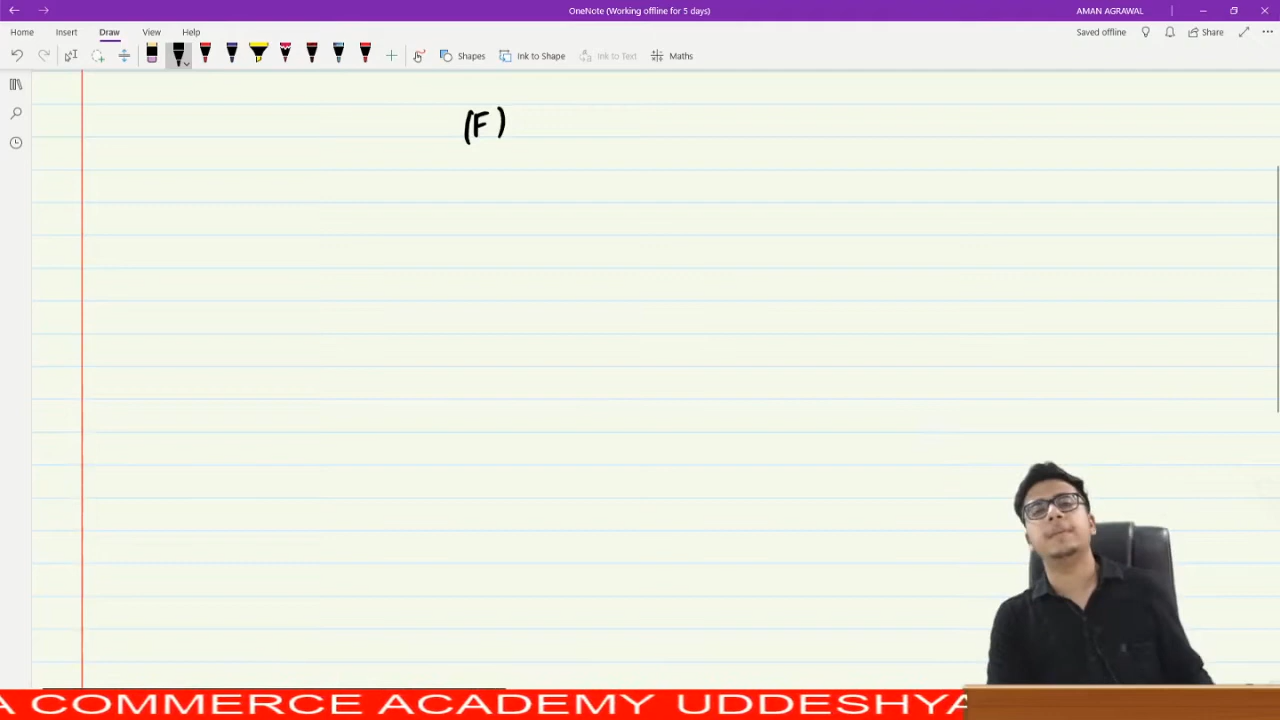 OneNote (Working offline for 5 days)
AMAN AGRAWAL
Home Insert Draw View Help
Saved offline Share
Shapes Ink to Shape Ink to Text Maths
(F)
A COMMERCE ACADEMY UDDESHYA